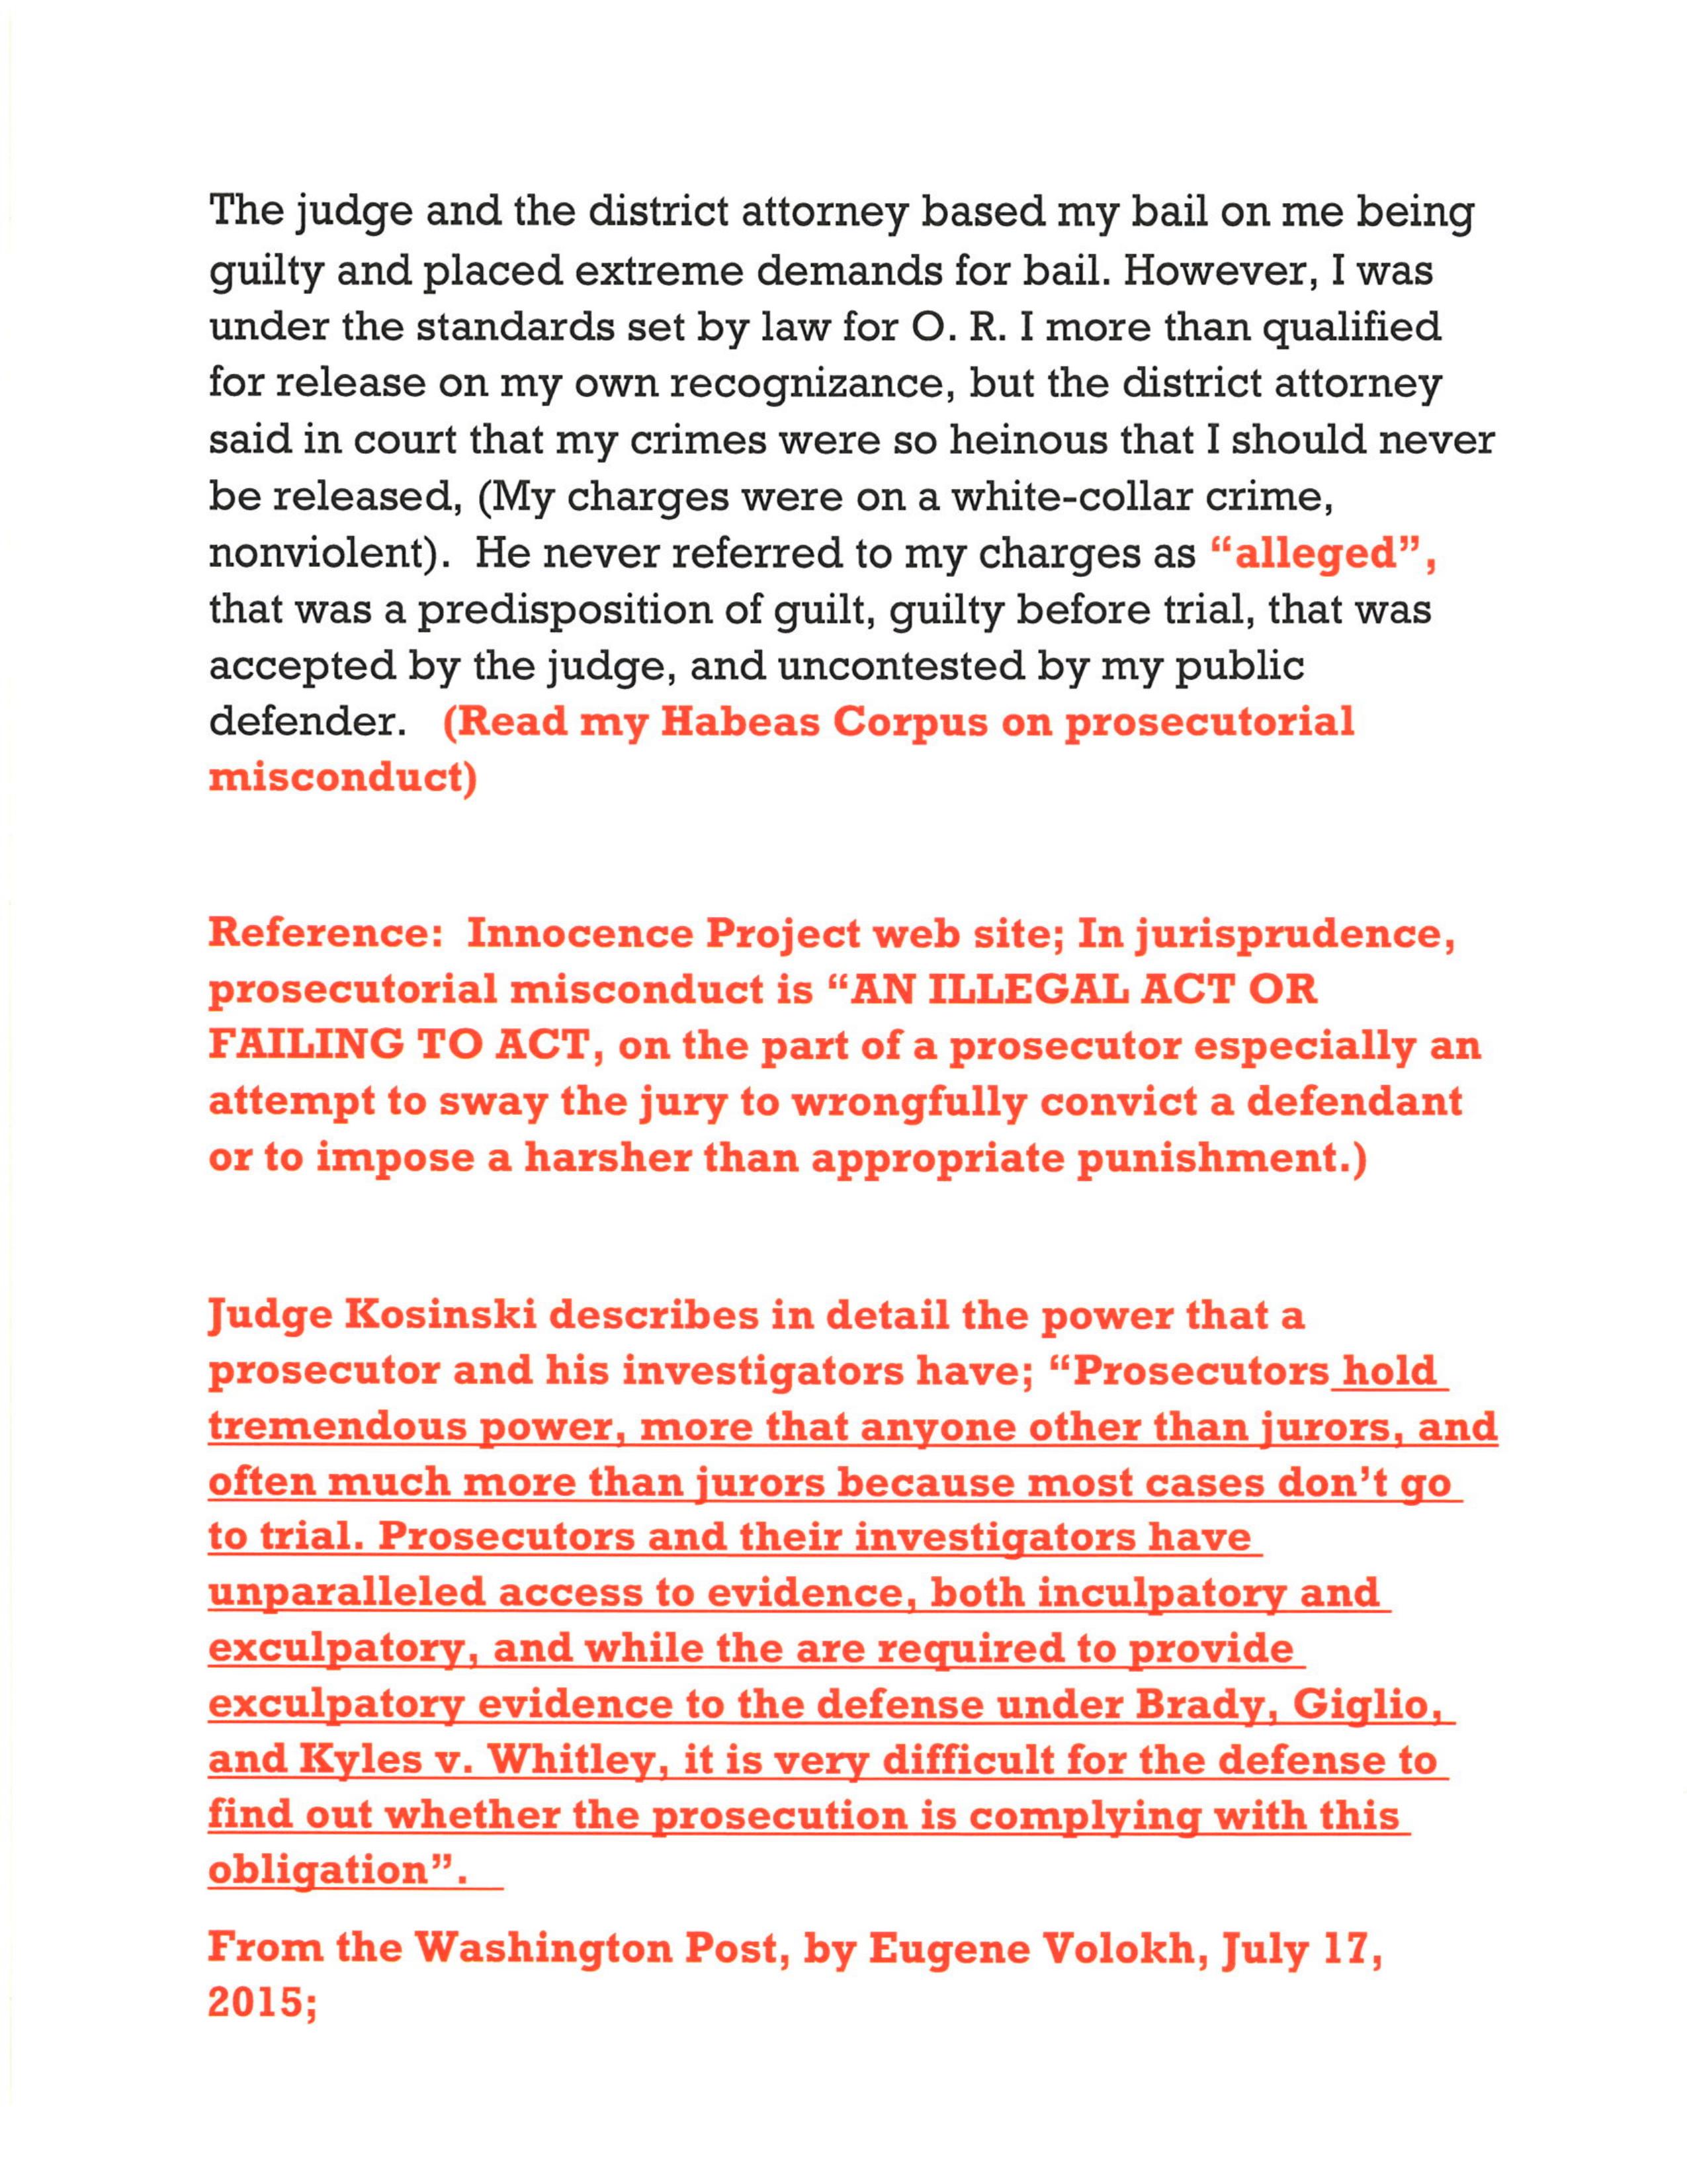 The judge and the district attorney based my bail on me being
guilty and placed extreme demands for bail. However, I was
under the standards set by law for O. R. I more than qualified
for release on my own recognizance, but the district attorney
said in court that my crimes were so heinous that I should never
be released, (My charges were on a white-collar crime,
nonviolent).  He never referred to my charges as “alleged”,
that was a predisposition of guilt, guilty before trial, that was
accepted by the judge, and uncontested by my public
defender.   (Read my Habeas Corpus on prosecutorial
misconduct)
Reference:  Innocence Project web site; In jurisprudence,
prosecutorial misconduct is “AN ILLEGAL ACT OR
FAILING TO ACT, on the part of a prosecutor especially an
attempt to sway the jury to wrongfully convict a defendant
or to impose a harsher than appropriate punishment.)
Judge Kosinski describes in detail the power that a
prosecutor and his investigators have; “Prosecutors hold
tremendous power, more that anyone other than jurors, and
often much more than jurors because most cases don’t go
to trial. Prosecutors and their investigators have
unparalleled access to evidence, both inculpatory and
exculpatory, and while the are required to provide
exculpatory evidence to the defense under Brady, Giglio,
and Kyles v. Whitley, it is very difficult for the defense to
find out whether the prosecution is complying with this
obligation”.
From the Washington Post, by Eugene Volokh, July 17,
2015;